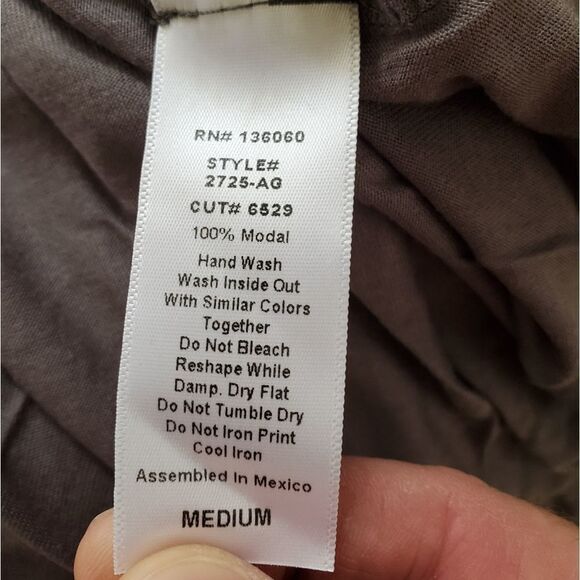 RN# 136060
STYLE#
2725-AG
CUT# 6529
100% Modal
Hand Wash
Wash Inside Out
With Similar Colors
Together
Do Not Bleach
Reshape While
Damp. Dry Flat
Do Not Tumble Dry
Do Not Iron Print
Cool Iron
Assembled In Mexico
MEDIUM